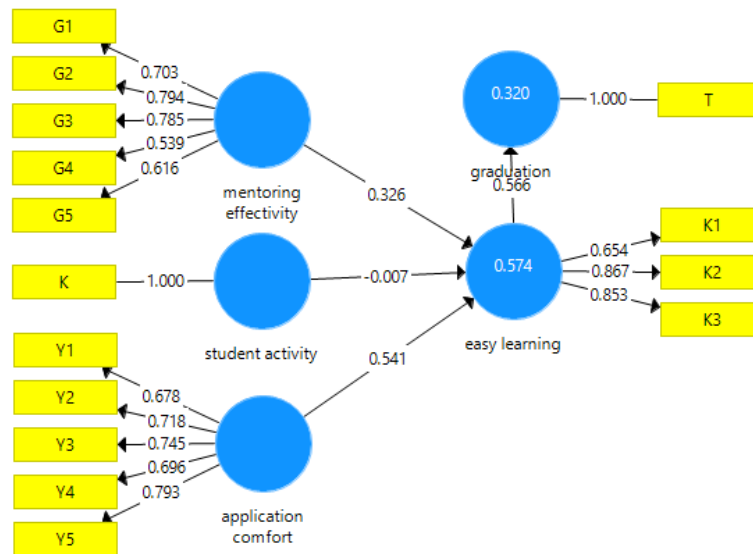 G1
G2
G3
G4
G5
0.703
0.794
0.785
0.539
0.616
mentoring
effectivity
0.326
K
1.000
student activity
-0.007
Y1
Y2
Y3
Y4
Y5
0.678
0.718
0.745
0.696
0.793
application
comfort
0.541
0.320
graduation
1.000
T
0.566
0.574
easy learning
0.654
0.867
0.853
K1
K2
K3